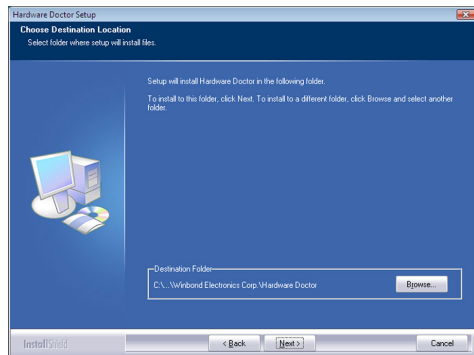 Hardware Doctor Setup
Choose Destination Location
Select folder where setup will install files.
Setup will install Hardware Doctor in the following folder.
To install to this folder, click Next. To install to a different folder, click Browse and select another
folder.
Destination Folder
C:\...\Winbond Electronics Corp.\Hardware Doctor
Browse...
InstallShield
< Back
Next >
Cancel